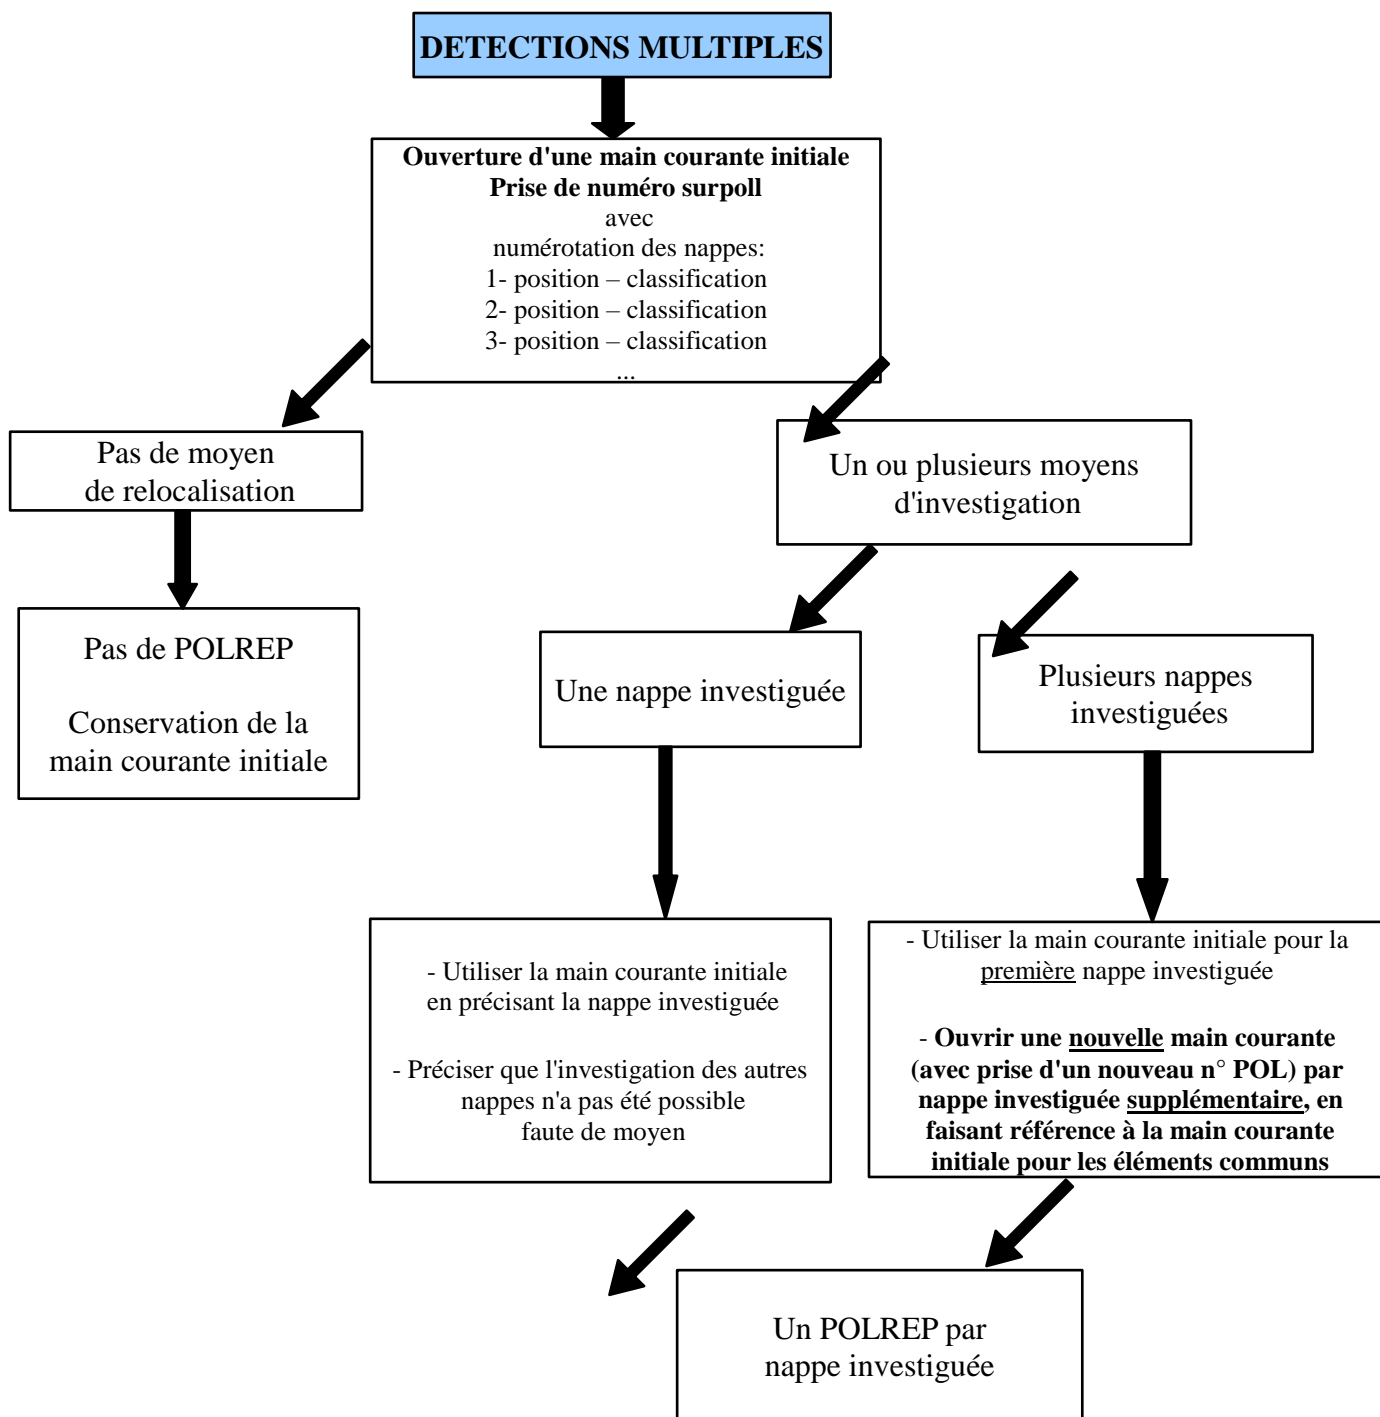 DETECTIONS MULTIPLES
Ouverture d'une main courante initiale
Prise de numéro surpoll
avec
numérotation des nappes:
1- position – classification
2- position – classification
3- position – classification
...
Pas de moyen
de relocalisation
Un ou plusieurs moyens
d'investigation
Pas de POLREP
Conservation de la
main courante initiale
Une nappe investiguée
Plusieurs nappes
investiguées
- Utiliser la main courante initiale
en précisant la nappe investiguée
- Préciser que l'investigation des autres
nappes n'a pas été possible
faute de moyen
- Utiliser la main courante initiale pour la
première nappe investiguée
- Ouvrir une nouvelle main courante
(avec prise d'un nouveau n° POL) par
nappe investiguée supplémentaire, en
faisant référence à la main courante
initiale pour les éléments communs
Un POLREP par
nappe investiguée